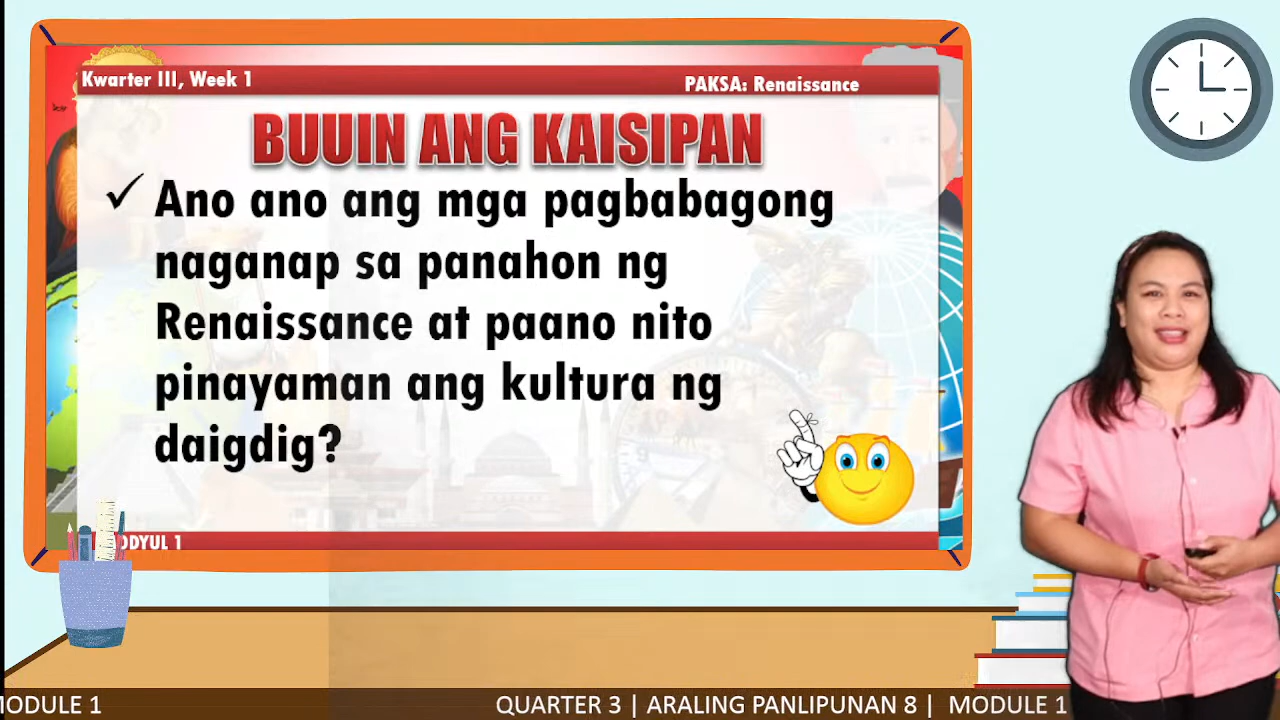 Kwarter III, Week 1
PAKSA: Renaissance
BUUIN ANG KAISIPAN
✓ Ano ano ang mga pagbabagong
naganap sa panahon ng
Renaissance at paano nito
pinayaman ang kultura ng
daigdig?
ODYUL 1
MODULE 1
QUARTER 3 | ARALING PANLIPUNAN 8 | MODULE 1